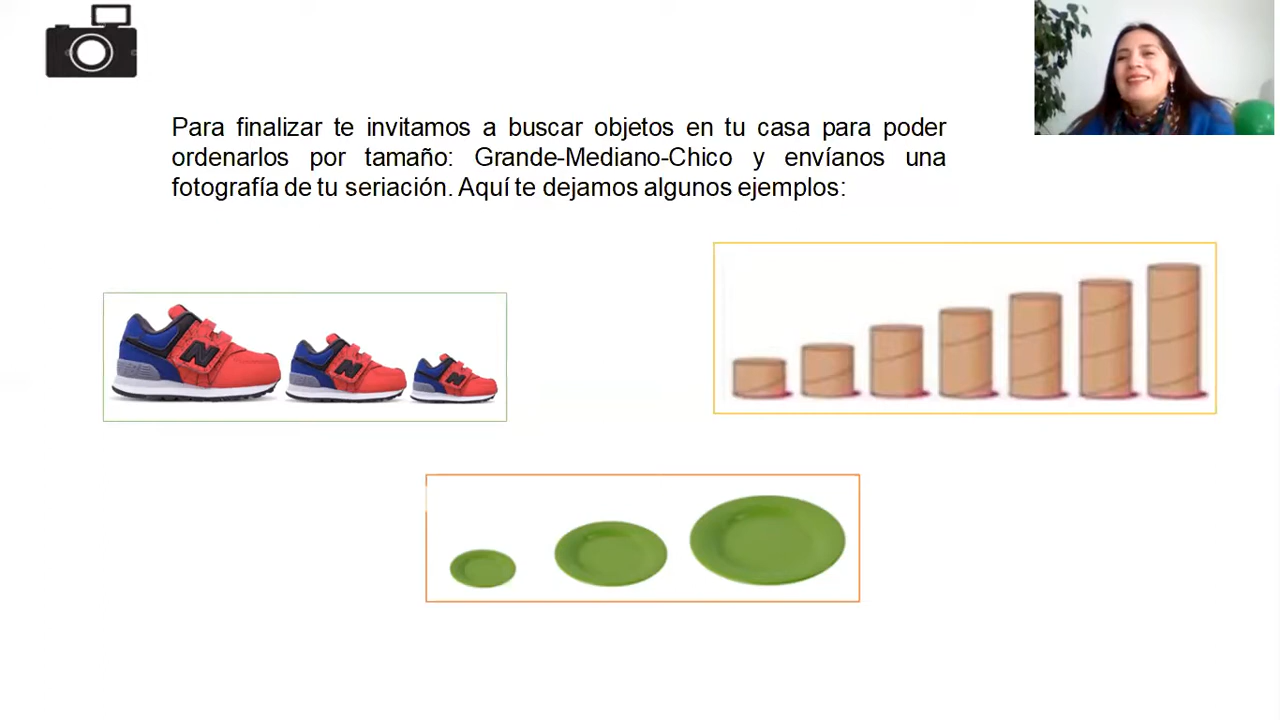 Para finalizar te invitamos a buscar objetos en tu casa para poder
ordenarlos por tamaño: Grande-Mediano-Chico y envíanos una
fotografía de tu seriación. Aquí te dejamos algunos ejemplos:
N N N